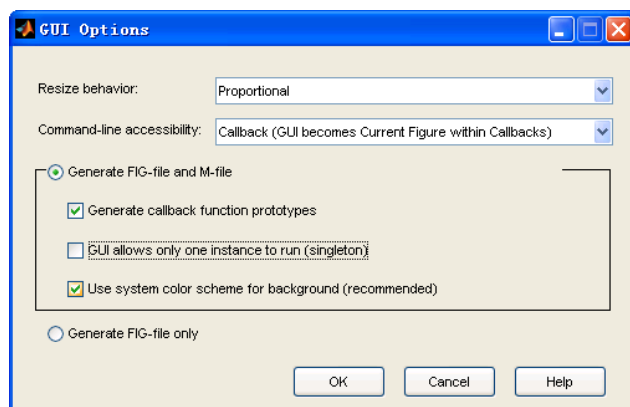 GUI Options
Resize behavior: Proportional
Command-line accessibility: Callback (GUI becomes Current Figure within Callbacks)
Generate FIG-file and M-file
Generate callback function prototypes
GUI allows only one instance to run (singleton)
Use system color scheme for background (recommended)
Generate FIG-file only
OK Cancel Help